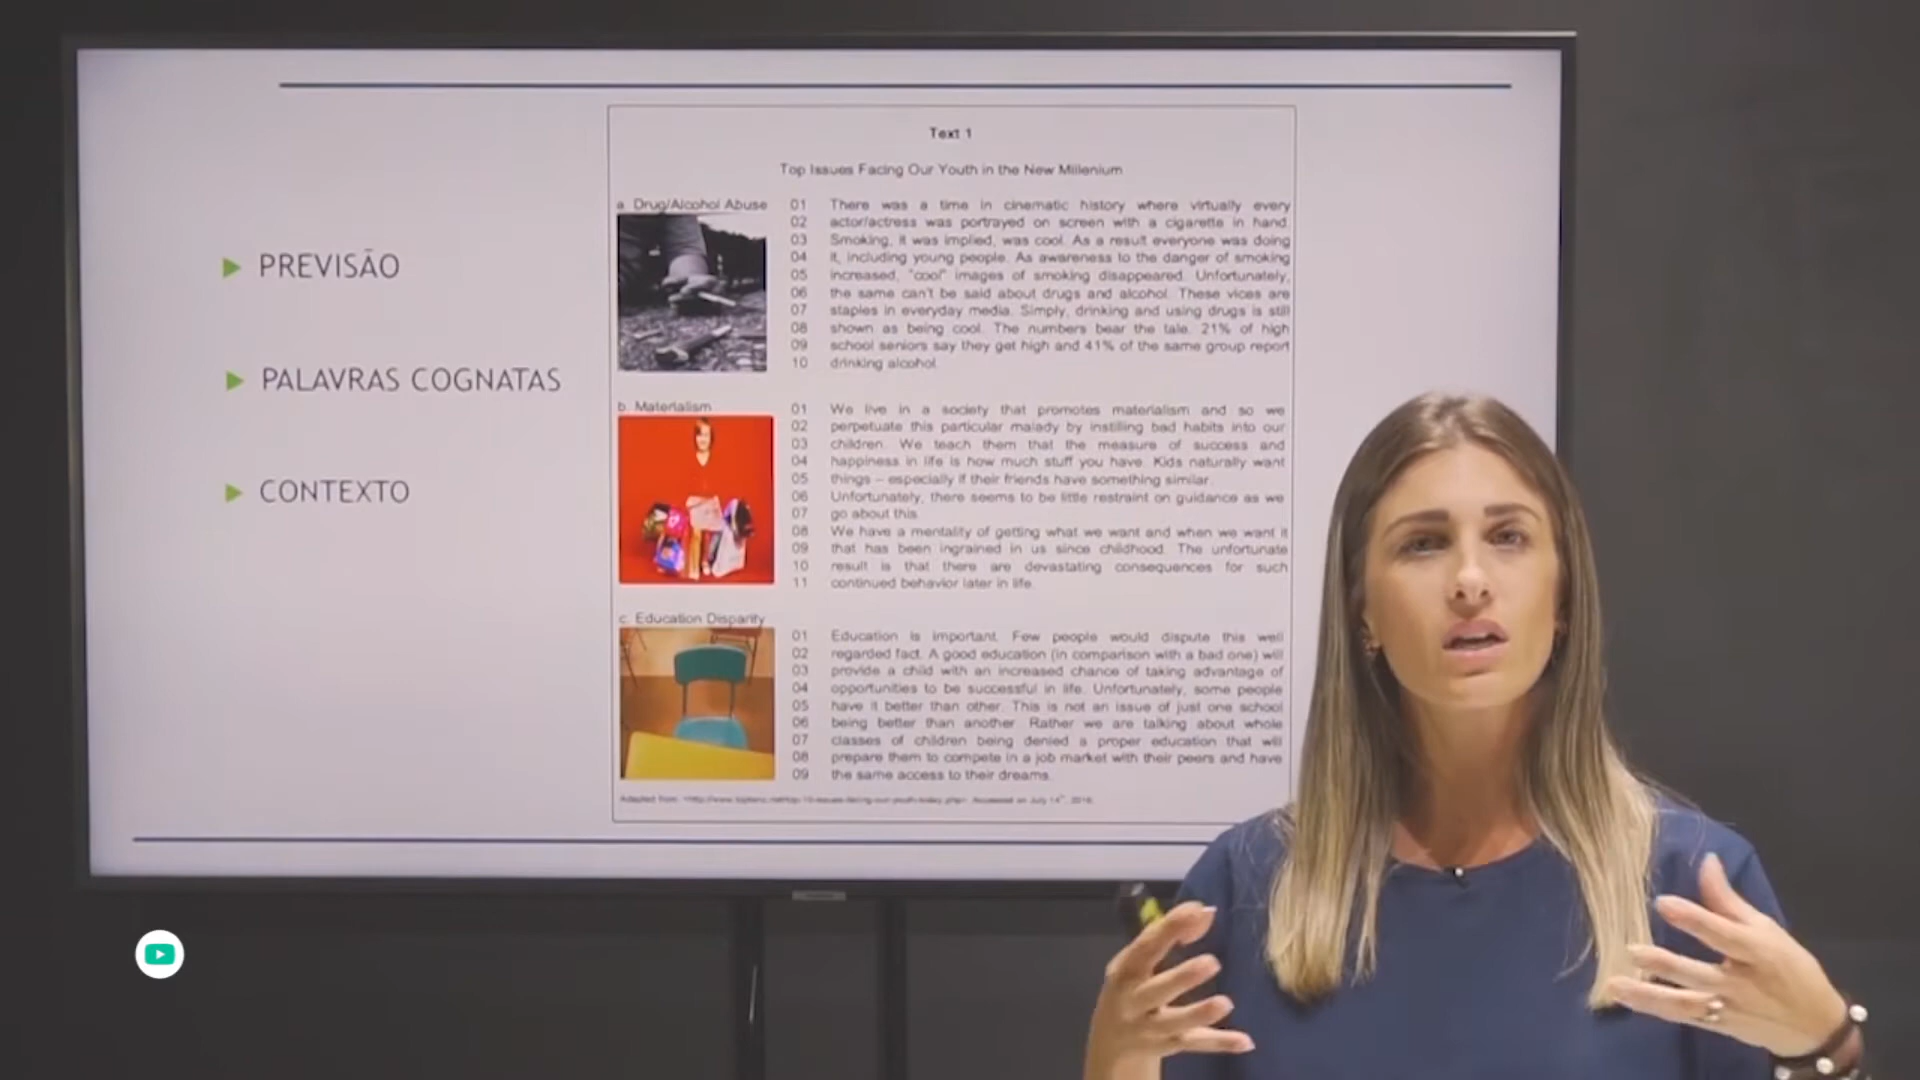 PREVISÃO
PALAVRAS COGNATAS
CONTEXTO
Text 1
Top Issues Facing Our Youth in the New Millenium
a. Drug/Alcohol Abuse
01 There was a time in cinematic history where virtually every
02 actor/actress was portrayed on screen with a cigarette in hand.
03 Smoking, it was implied, was cool. As a result everyone was doing
04 it, including young people. As awareness to the danger of smoking
05 increased, "cool" images of smoking disappeared. Unfortunately,
06 the same can't be said about drugs and alcohol. These vices are
07 staples in everyday media. Simply, drinking and using drugs is still
08 shown as being cool. The numbers bear the tale. 21% of high
09 school seniors say they get high and 41% of the same group report
10 drinking alcohol.
b. Materialism
01 We live in a society that promotes materialism and so we
02 perpetuate this particular malady by instilling bad habits into our
03 children. We teach them that the measure of success and
04 happiness in life is how much stuff you have. Kids naturally want
05 things – especially if their friends have something similar.
06 Unfortunately, there seems to be little restraint on guidance as we
07 go about this.
08 We have a mentality of getting what we want and when we want it
09 that has been ingrained in us since childhood. The unfortunate
10 result is that there are devastating consequences for such
11 continued behavior later in life.
c. Education Disparity
01 Education is important. Few people would dispute this well
02 regarded fact. A good education (in comparison with a bad one) will
03 provide a child with an increased chance of taking advantage of
04 opportunities to be successful in life. Unfortunately, some people
05 have it better than other. This is not an issue of just one school
06 being better than another. Rather we are talking about whole
07 classes of children being denied a proper education that will
08 prepare them to compete in a job market with their peers and have
09 the same access to their dreams.
Adapted from: Accessed on July 14th, 2016.